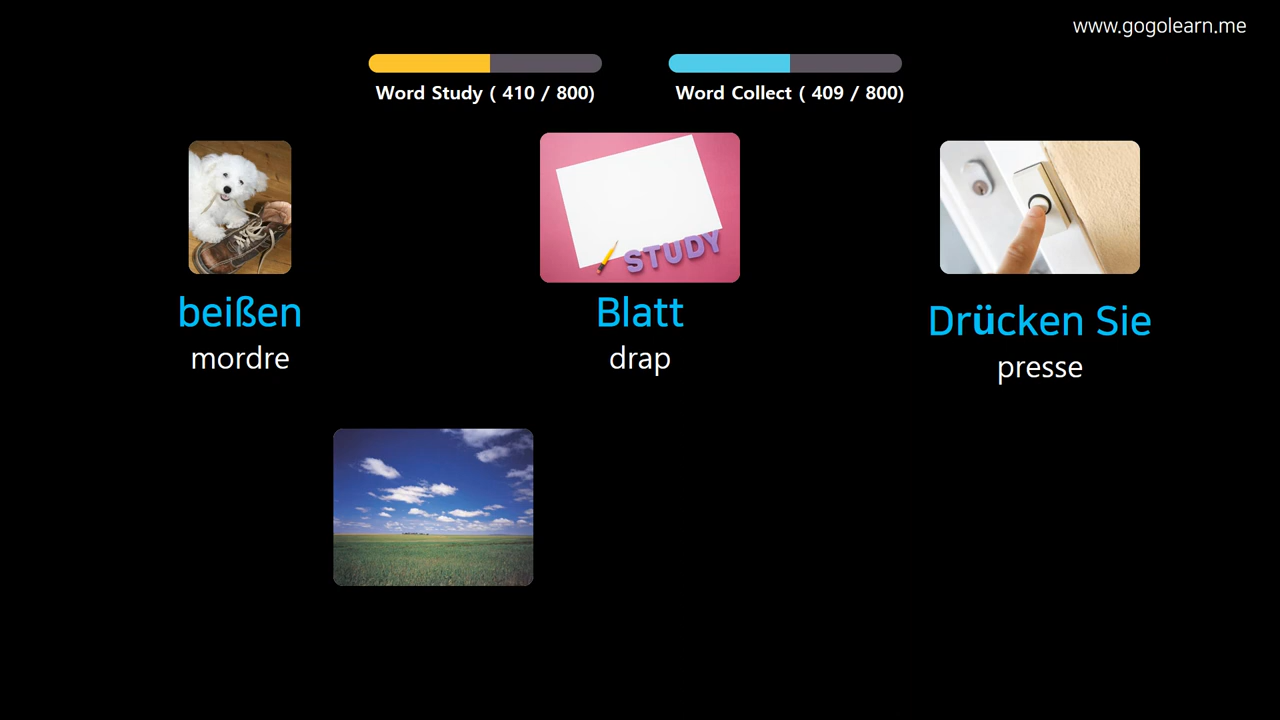 www.gogolearn.me
Word Study ( 410 / 800)
Word Collect ( 409 / 800)
STUDY
beißen
mordre
Blatt
drap
Drücken Sie
presse